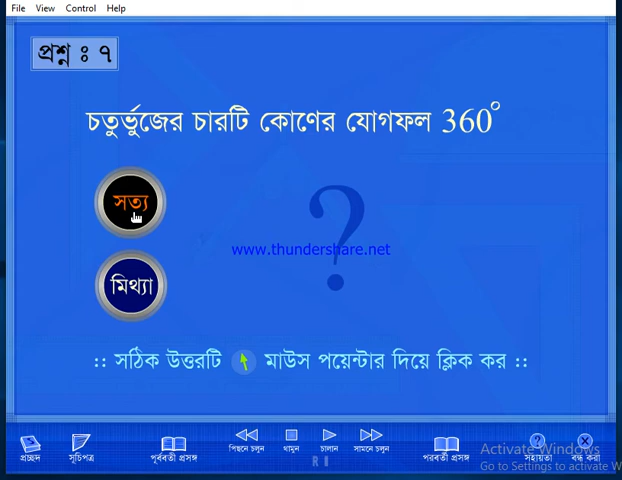 File View Control Help
প্রশ্ন ঃ ৭
চতুর্ভুজের চারটি কোণের যোগফল 360°
সত্য
www.thundershare.net
মিথ্যা
:: সঠিক উত্তরটি মাউস পয়েন্টার দিয়ে ক্লিক কর ::
প্রচ্ছদ সূচিপত্র পূর্ববর্তী প্রসঙ্গ পিছনে চলুন থামুন চালান সামনে চলুন পরবর্তী প্রসঙ্গ সহায়তা বন্ধ করা
Activate Windows
Go to Settings to activate W